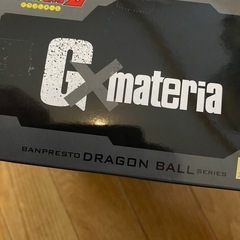 G×materia
BANPRESTO DRAGON BALL SERIES